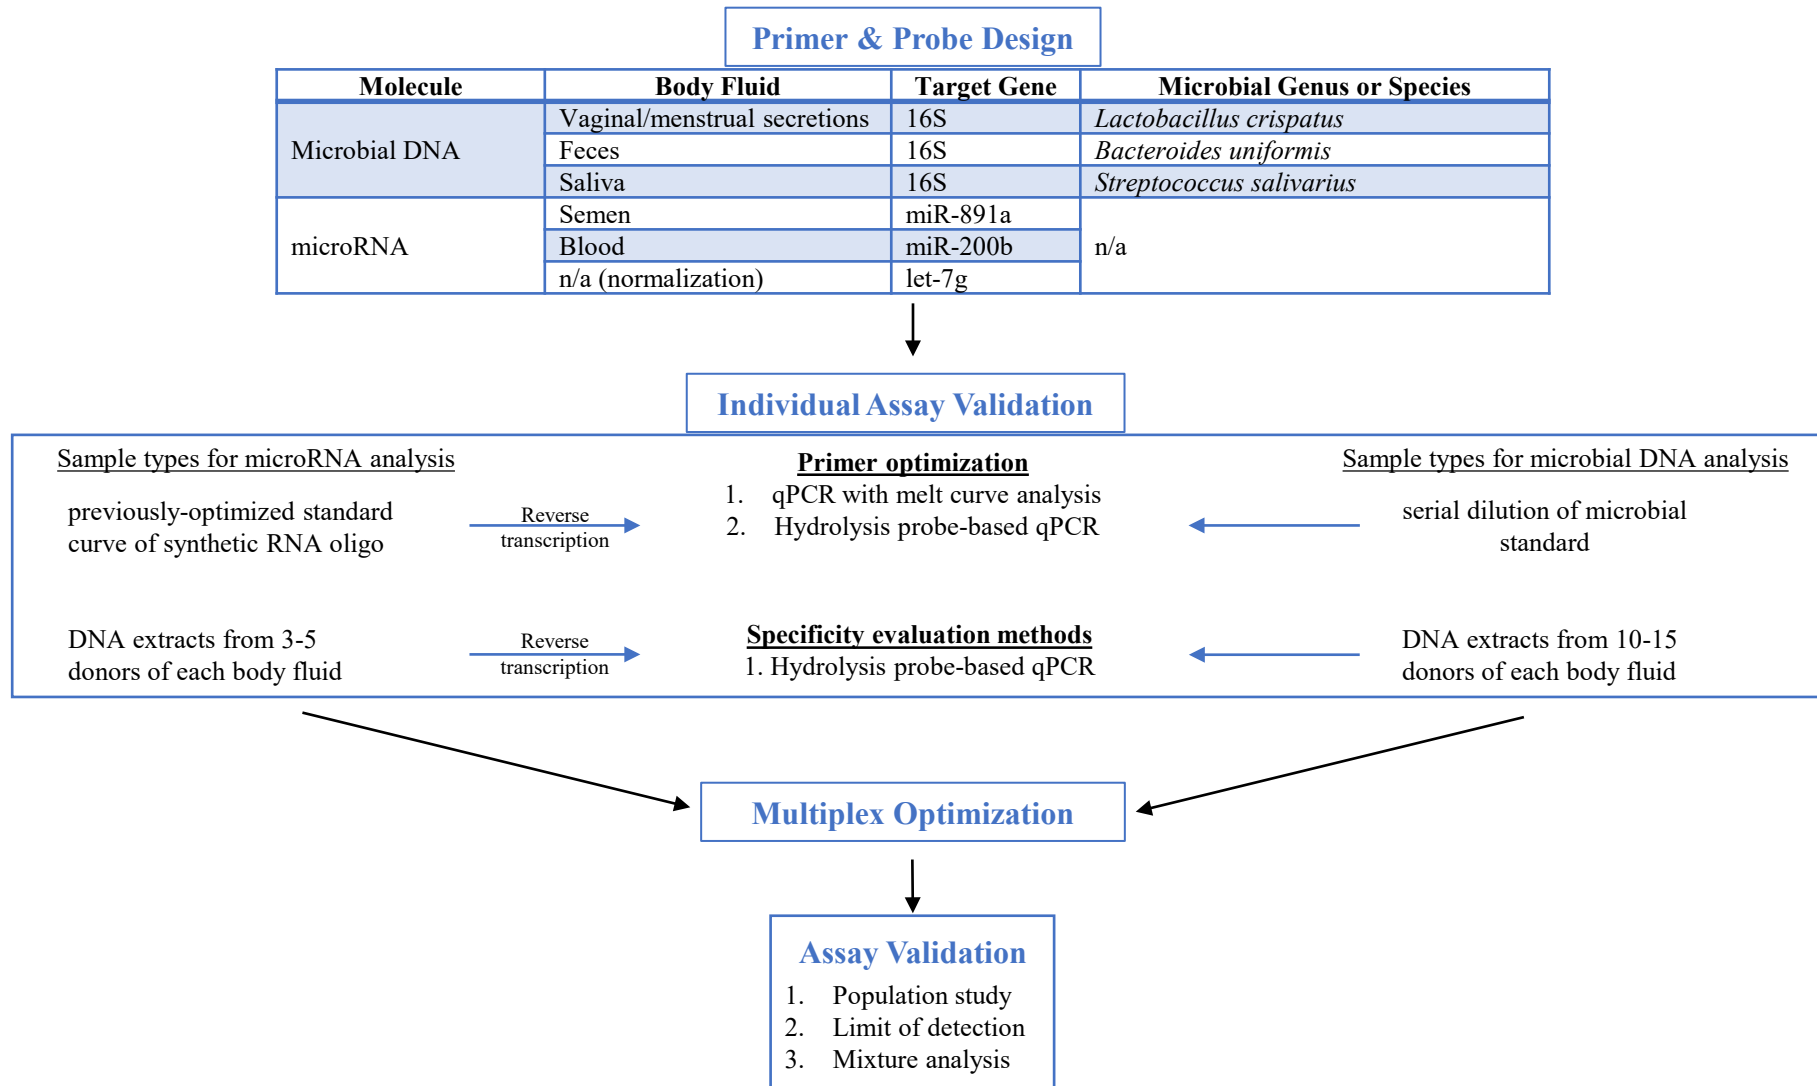 Primer & Probe Design
Molecule Body Fluid Target Gene Microbial Genus or Species
Microbial DNA
Vaginal/menstrual secretions 16S Lactobacillus crispatus
Feces 16S Bacteroides uniformis
Saliva 16S Streptococcus salivarius
microRNA
Semen miR-891a
Blood miR-200b
n/a (normalization) let-7g
n/a
Individual Assay Validation
Sample types for microRNA analysis
previously-optimized standard
curve of synthetic RNA oligo
Reverse
transcription
Primer optimization
1. qPCR with melt curve analysis
2. Hydrolysis probe-based qPCR
Sample types for microbial DNA analysis
serial dilution of microbial
standard
DNA extracts from 3-5
donors of each body fluid
Reverse
transcription
Specificity evaluation methods
1. Hydrolysis probe-based qPCR
DNA extracts from 10-15
donors of each body fluid
Multiplex Optimization
Assay Validation
1. Population study
2. Limit of detection
3. Mixture analysis